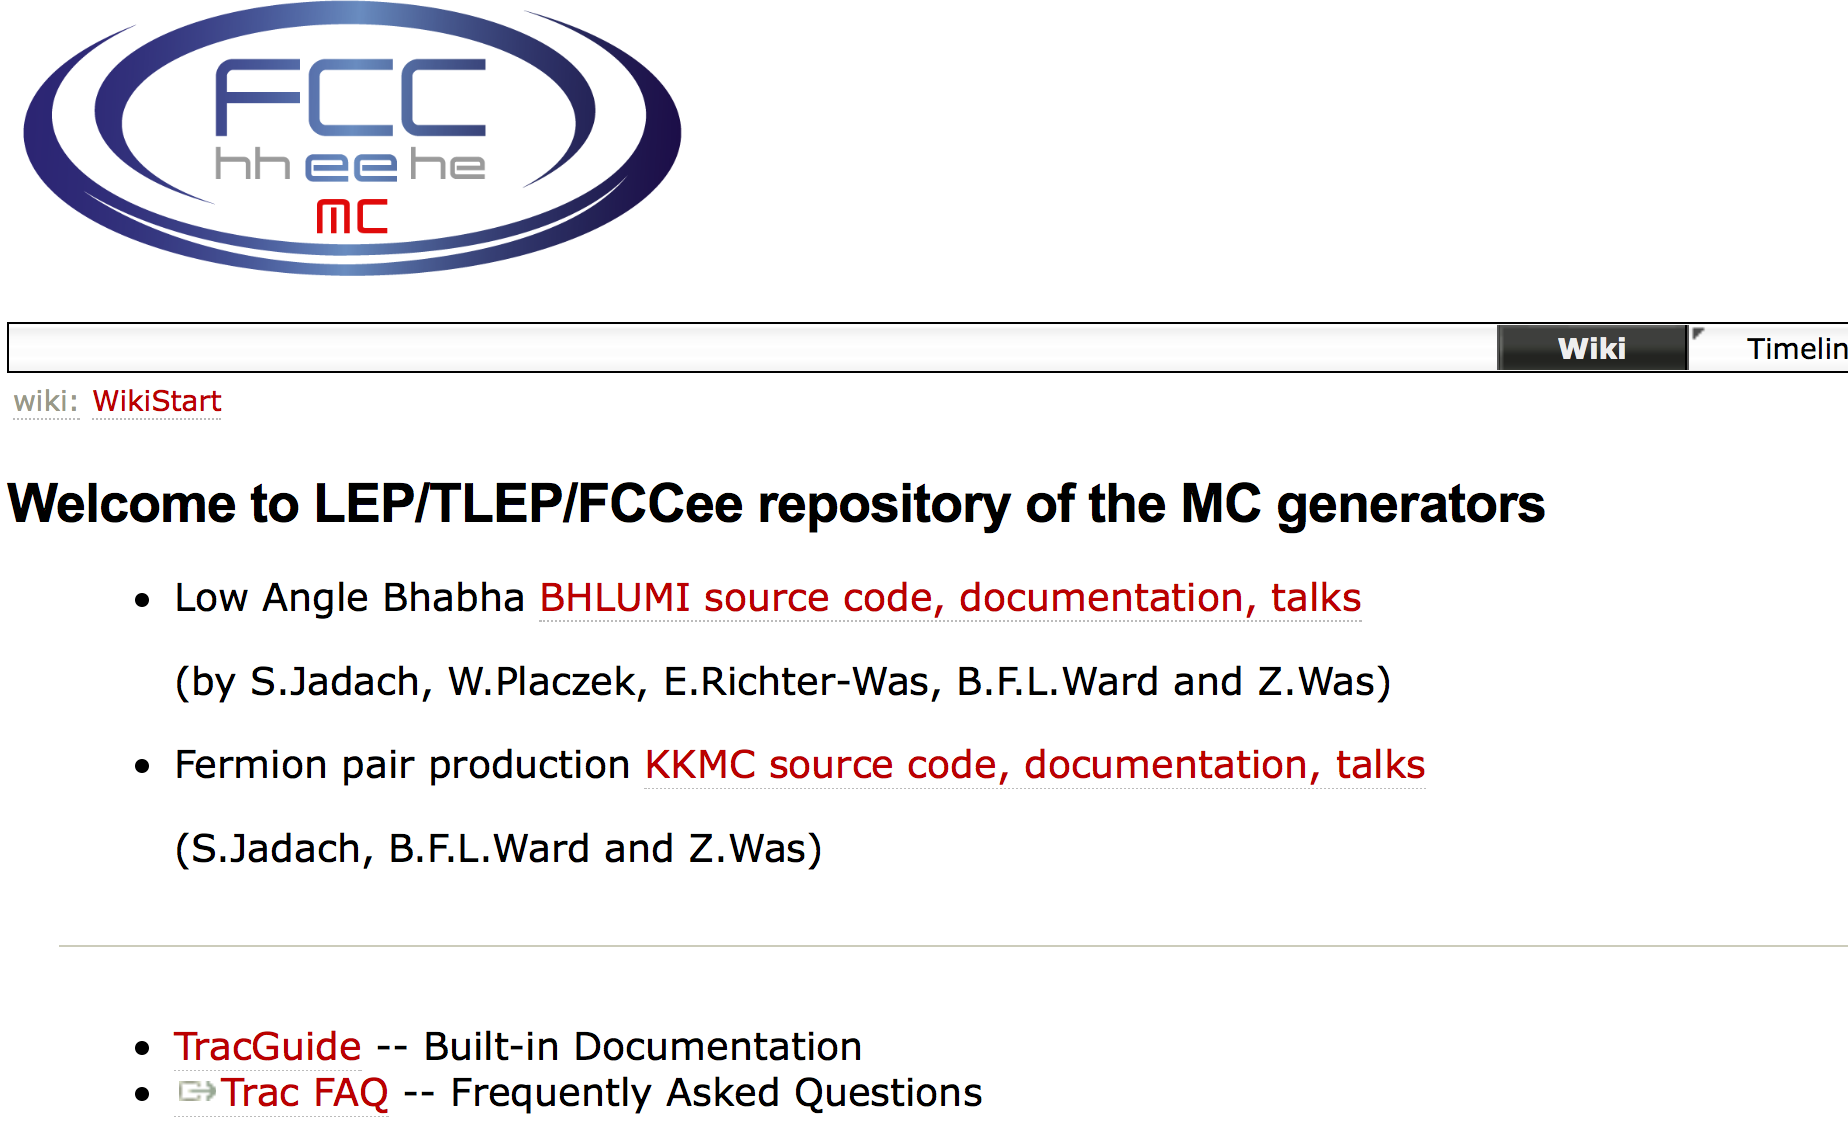 FCC
hh ee he
MC
Wiki
Timelin
wiki: WikiStart
Welcome to LEP/TLEP/FCCee repository of the MC generators
Low Angle Bhabha BHLUMI source code, documentation, talks
(by S.Jadach, W.Placzek, E.Richter-Was, B.F.L.Ward and Z.Was)
Fermion pair production KKMC source code, documentation, talks
(S.Jadach, B.F.L.Ward and Z.Was)
TracGuide -- Built-in Documentation
Trac FAQ -- Frequently Asked Questions